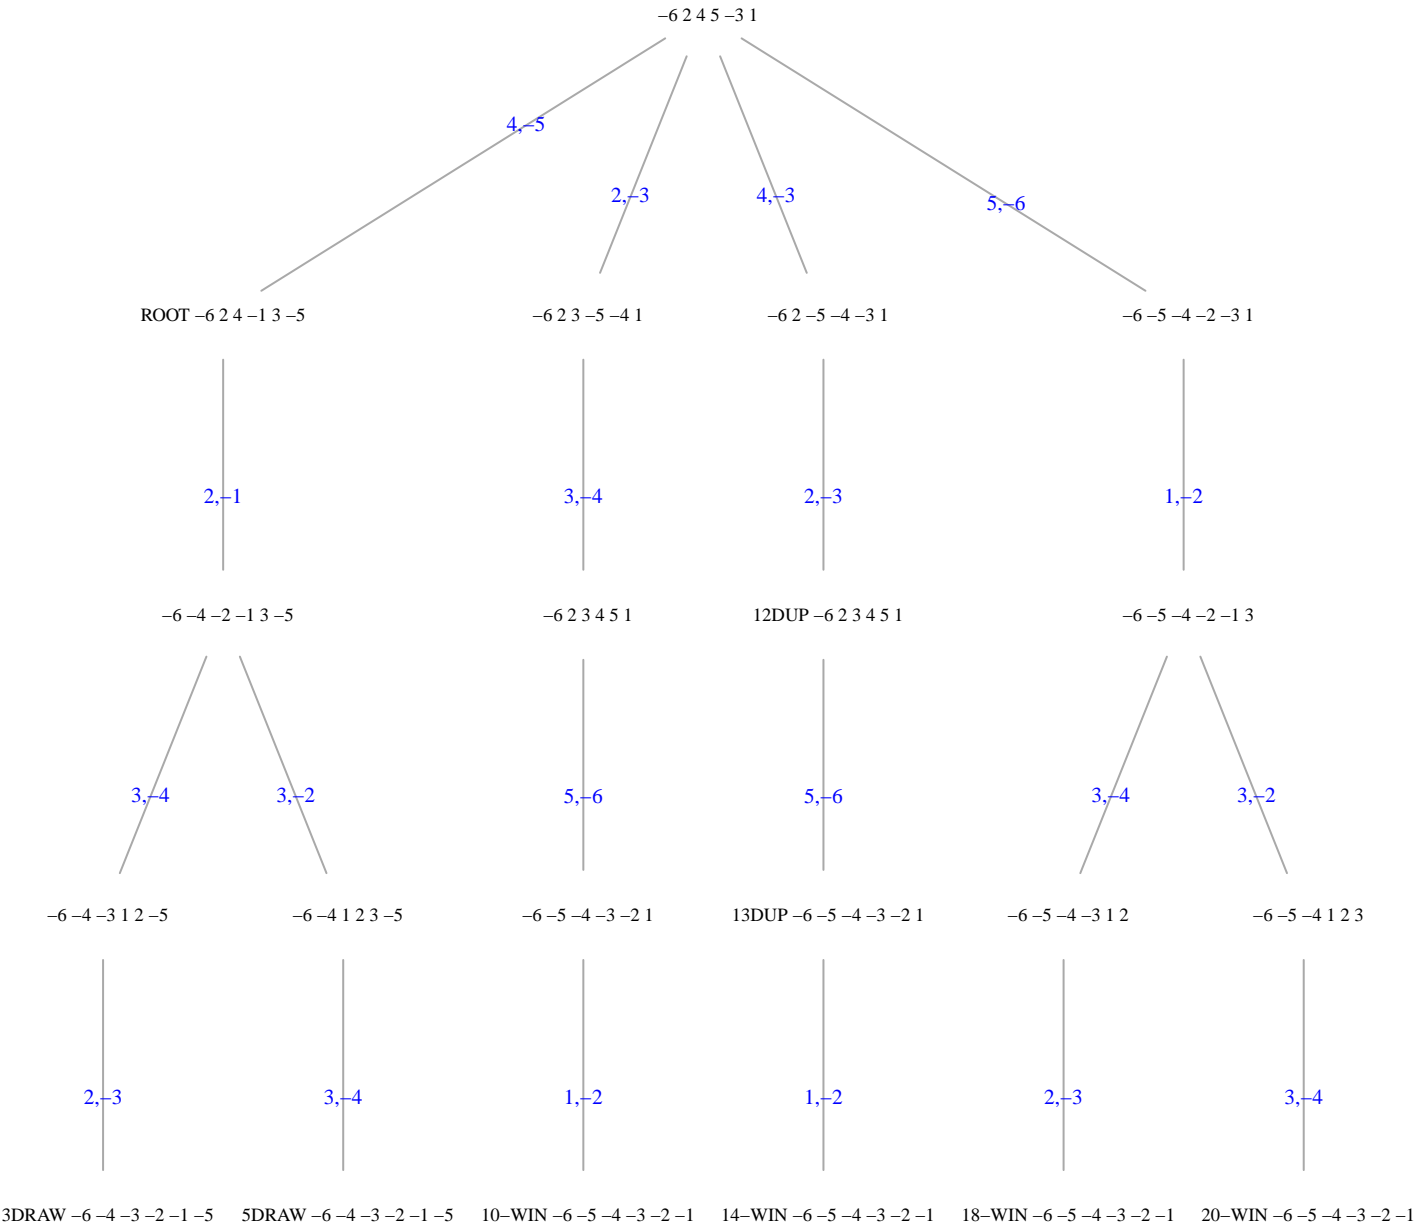 –6 2 4 5 –3 1
4,–5
2,–3
4,–3
5,–6
ROOT –6 2 4 –1 3 –5
–6 2 3 –5 –4 1
–6 2 –5 –4 –3 1
–6 –5 –4 –2 –3 1
2,–1
3,–4
2,–3
1,–2
–6 –4 –2 –1 3 –5
–6 2 3 4 5 1
12DUP –6 2 3 4 5 1
–6 –5 –4 –2 –1 3
3,–4
3,–2
5,–6
5,–6
3,–4
3,–2
–6 –4 –3 1 2 –5
–6 –4 1 2 3 –5
–6 –5 –4 –3 –2 1
13DUP –6 –5 –4 –3 –2 1
–6 –5 –4 –3 1 2
–6 –5 –4 1 2 3
2,–3
3,–4
1,–2
1,–2
2,–3
3,–4
3DRAW –6 –4 –3 –2 –1 –5
5DRAW –6 –4 –3 –2 –1 –5
10–WIN –6 –5 –4 –3 –2 –1
14–WIN –6 –5 –4 –3 –2 –1
18–WIN –6 –5 –4 –3 –2 –1
20–WIN –6 –5 –4 –3 –2 –1